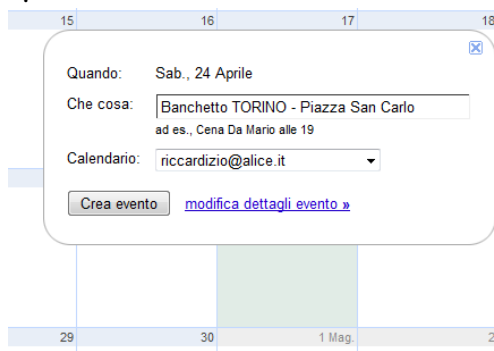 15 16 17 18
Quando: Sab., 24 Aprile
Che cosa: Banchetto TORINO - Piazza San Carlo
ad es., Cena Da Mario alle 19
Calendario: riccardizio@alice.it
Crea evento modifica dettagli evento »
29 30 1 Mag. 2